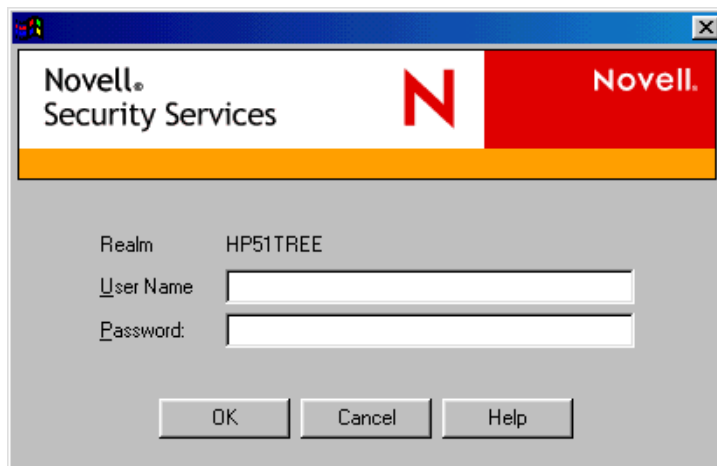 Novell®
Security Services
N
Novell.
Realm HP51TREE
User Name
Password:
OK Cancel Help